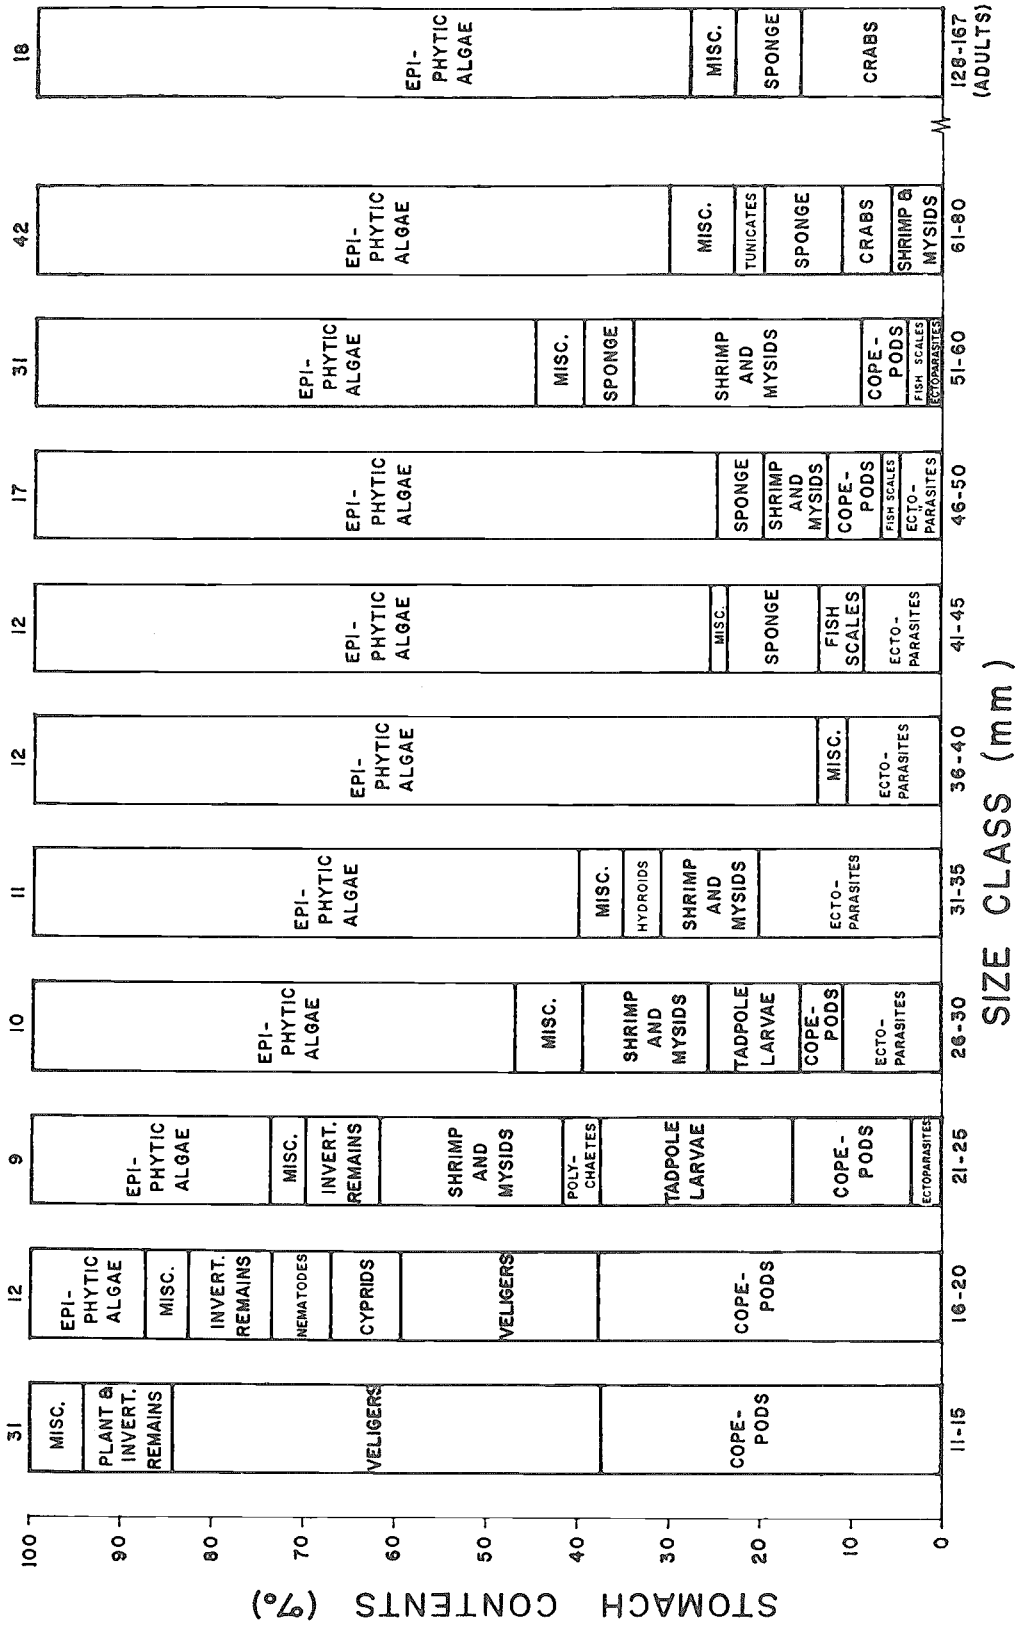 STOMACH CONTENTS (%)
100
90
80
70
60
50
40
30
20
10
0
31
MISC.
PLANT &
INVERT.
REMAINS
VELIGERS
COPE-
PODS
11-15
12
EPI-
PHYTIC
ALGAE
MISC.
INVERT.
REMAINS
NEMATODES
CYPRIDS
VELIGERS
COPE-
PODS
16-20
9
EPI-
PHYTIC
ALGAE
MISC.
INVERT.
REMAINS
SHRIMP
AND
MYSIDS
POLY-
CHAETES
TADPOLE
LARVAE
COPE-
PODS
ECTOPARASITES
21-25
10
EPI-
PHYTIC
ALGAE
MISC.
SHRIMP
AND
MYSIDS
TADPOLE
LARVAE
COPE-
PODS
ECTO-
PARASITES
26-30
11
EPI-
PHYTIC
ALGAE
MISC.
HYDROIDS
SHRIMP
AND
MYSIDS
ECTO-
PARASITES
31-35
12
EPI-
PHYTIC
ALGAE
MISC.
ECTO-
PARASITES
36-40
12
EPI-
PHYTIC
ALGAE
MISC.
SPONGE
FISH
SCALES
ECTO-
PARASITES
41-45
17
EPI-
PHYTIC
ALGAE
SPONGE
SHRIMP
AND
MYSIDS
COPE-
PODS
FISH SCALES
ECTO-
PARASITES
46-50
31
EPI-
PHYTIC
ALGAE
MISC.
SPONGE
SHRIMP
AND
MYSIDS
COPE-
PODS
FISH SCALES
ECTOPARASITES
51-60
42
EPI-
PHYTIC
ALGAE
MISC.
TUNICATES
SPONGE
CRABS
SHRIMP &
MYSIDS
61-80
18
EPI-
PHYTIC
ALGAE
MISC.
SPONGE
CRABS
128-167
(ADULTS)
SIZE CLASS (mm)